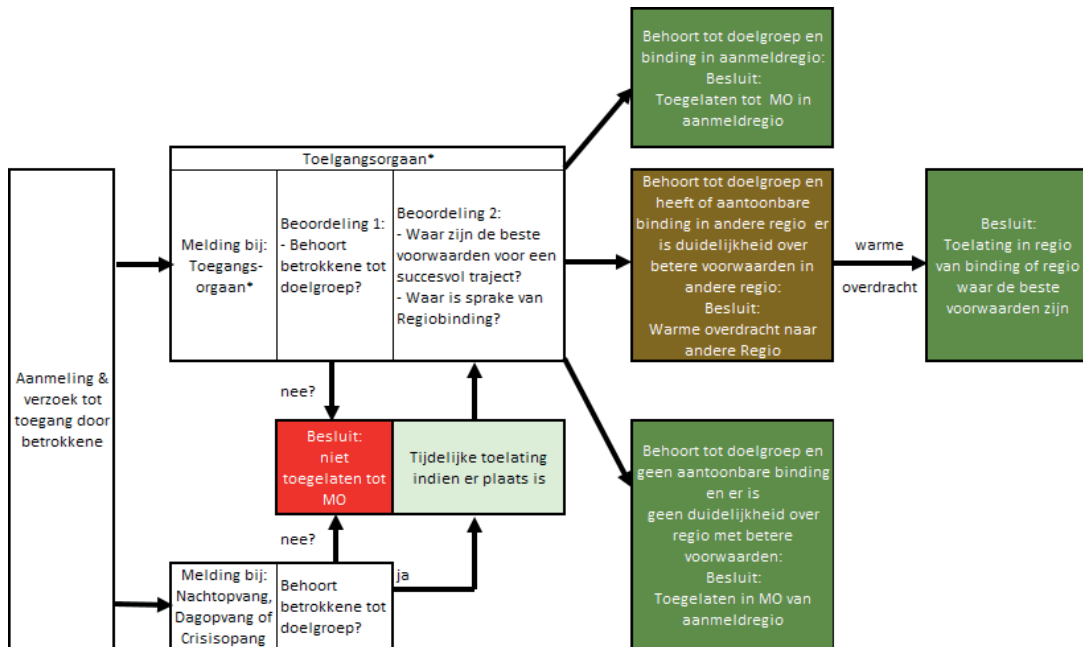 Aanmeling &
verzoek tot
toegang door
betrokkene
Toelgangsorgaan*
Melding bij:
Toegangs-
orgaan*
Beoordeling 1:
- Behoort
betrokkene tot
doelgroep?
Beoordeling 2:
- Waar zijn de beste
voorwaarden voor een
succesvol traject?
- Waar is sprake van
Regiobinding?
nee?
Besluit:
niet
toegelaten tot
MO
Tijdelijke toelating
indien er plaats is
nee?
ja
Melding bij:
Nachtopvang,
Dagopvang of
Crisisopang
Behoort
betrokkene tot
doelgroep?
Behoort tot doelgroep en
binding in aanmeldregio:
Besluit:
Toegelaten tot MO in
aanmeldregio
Behoort tot doelgroep en
heeft of aantoonbare
binding in andere regio er
is duidelijkheid over
betere voorwaarden in
andere regio:
Besluit:
Warme overdracht naar
andere Regio
warme
overdracht
Besluit:
Toelating in regio
van binding of regio
waar de beste
voorwaarden zijn
Behoort tot doelgroep en
geen aantoonbare binding
en er is
geen duidelijkheid over
regio met betere
voorwaarden:
Besluit:
Toegelaten in MO van
aanmeldregio